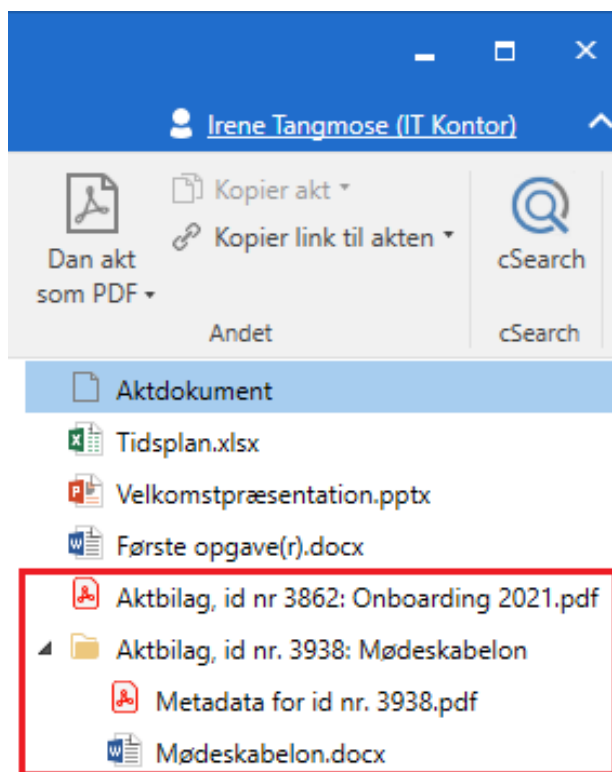 Irene Tangmose (IT Kontor)
Kopier akt
Kopier link til akten
Dan akt
som PDF
cSearch
Andet
cSearch
Aktdokument
Tidsplan.xlsx
Velkomstpræsentation.pptx
Første opgave(r).docx
Aktbilag, id nr 3862: Onboarding 2021.pdf
Aktbilag, id nr. 3938: Mødeskabelon
Metadata for id nr. 3938.pdf
Mødeskabelon.docx